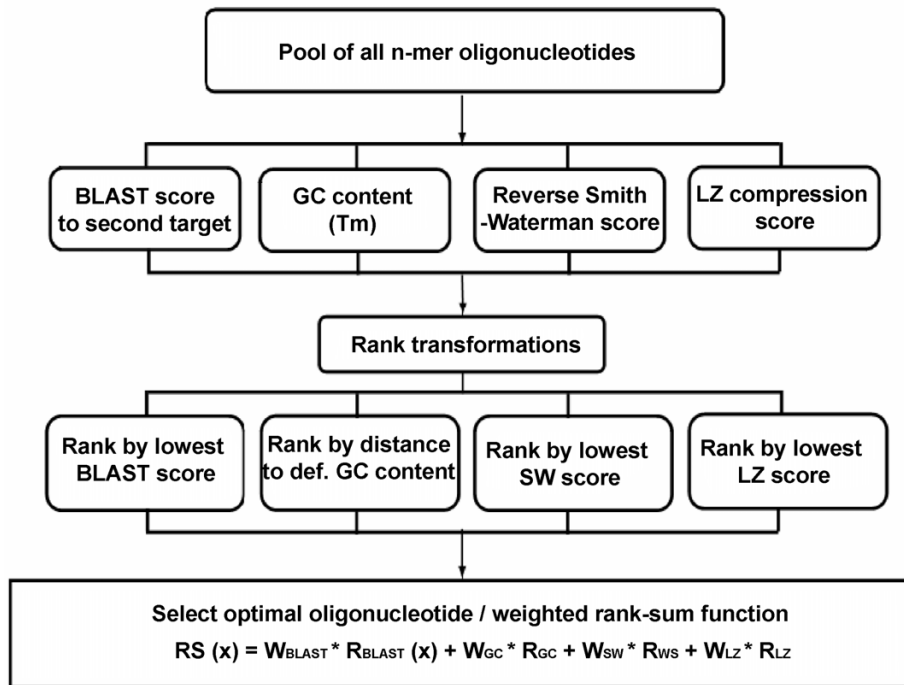 Pool of all n-mer oligonucleotides
BLAST score
to second target
GC content
(Tm)
Reverse Smith
-Waterman score
LZ compression
score
Rank transformations
Rank by lowest
BLAST score
Rank by distance
to def. GC content
Rank by lowest
SW score
Rank by lowest
LZ score
Select optimal oligonucleotide / weighted rank-sum function
RS (x) = WBLAST * RBLAST (x) + WGC * RGC + WSW * RWS + WLZ * RLZ